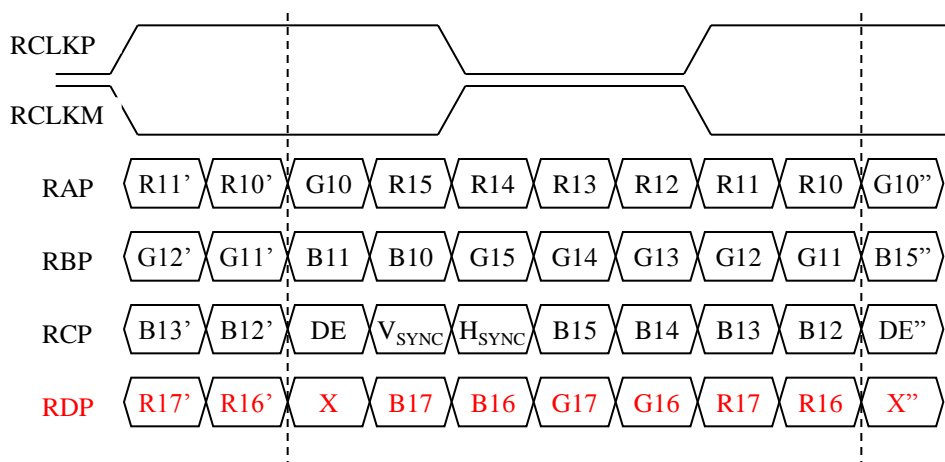 RCLKP
RCLKM
RAP R11’ R10’ G10 R15 R14 R13 R12 R11 R10 G10”
RBP G12’ G11’ B11 B10 G15 G14 G13 G12 G11 B15”
RCP B13’ B12’ DE VSYNC HSYNC B15 B14 B13 B12 DE”
RDP R17’ R16’ X B17 B16 G17 G16 R17 R16 X”